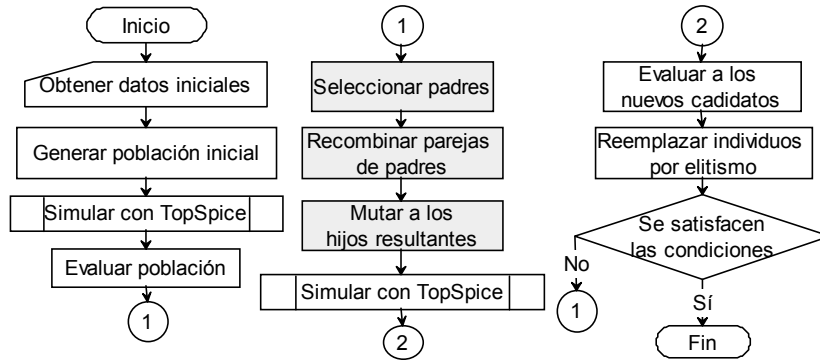 Inicio
Obtener datos iniciales
Generar población inicial
Simular con TopSpice
Evaluar población
1
1
Seleccionar padres
Recombinar parejas
de padres
Mutar a los
hijos resultantes
Simular con TopSpice
2
2
Evaluar a los
nuevos cadidatos
Reemplazar individuos
por elitismo
Se satisfacen
las condiciones
No
1
Sí
Fin